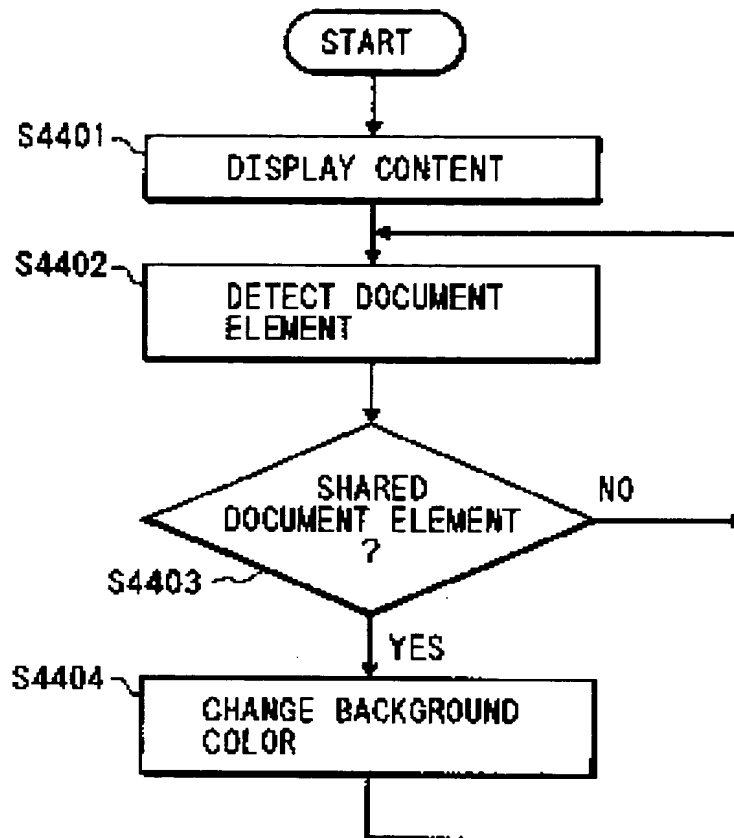 START
S4401
DISPLAY CONTENT
S4402
DETECT DOCUMENT
ELEMENT
SHARED
DOCUMENT ELEMENT
?
NO
S4403
YES
S4404
CHANGE BACKGROUND
COLOR